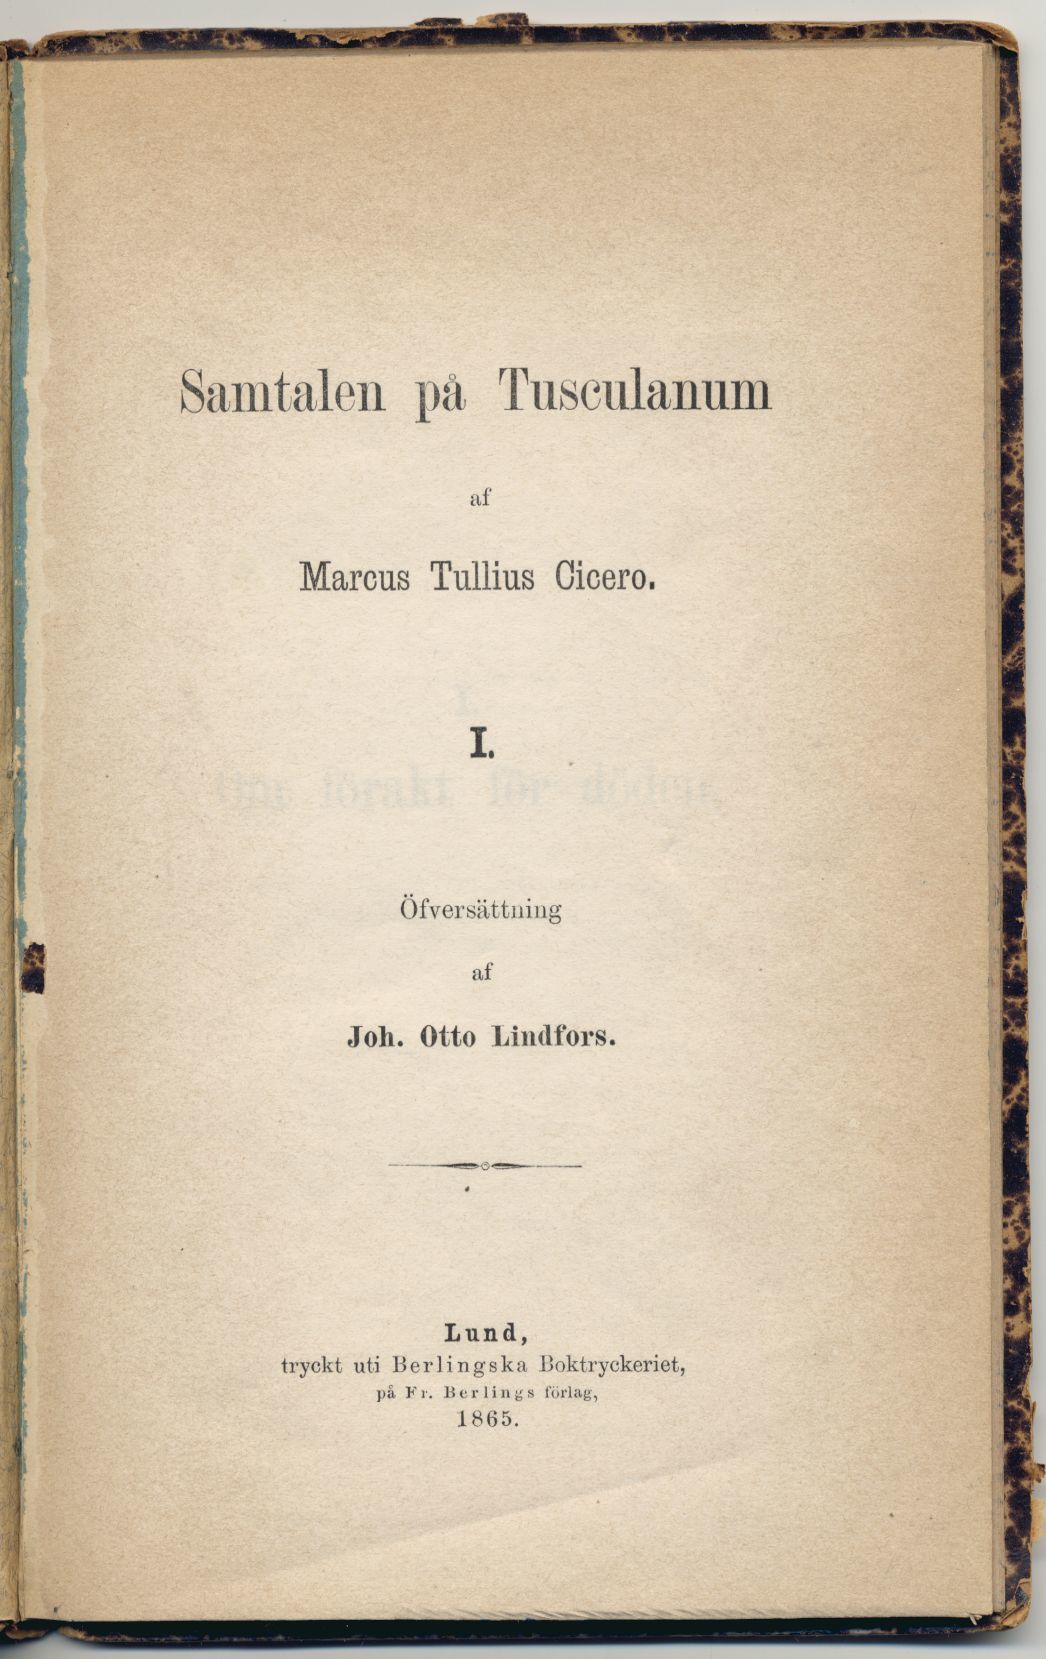 Samtalen på Tusculanum
af
Marcus Tullius Cicero.
I.
Öfversättning
af
Joh. Otto Lindfors.
Lund,
tryckt uti Berlingska Boktryckeriet,
på Fr. Berlings förlag,
1865.